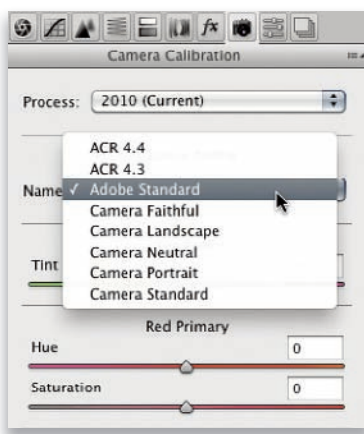 fx
Camera Calibration
Process: 2010 (Current)
ACR 4.4
ACR 4.3
Name ✓ Adobe Standard
Camera Faithful
Camera Landscape
Camera Neutral
Camera Portrait
Camera Standard
Tint
Red Primary
Hue 0
Saturation 0